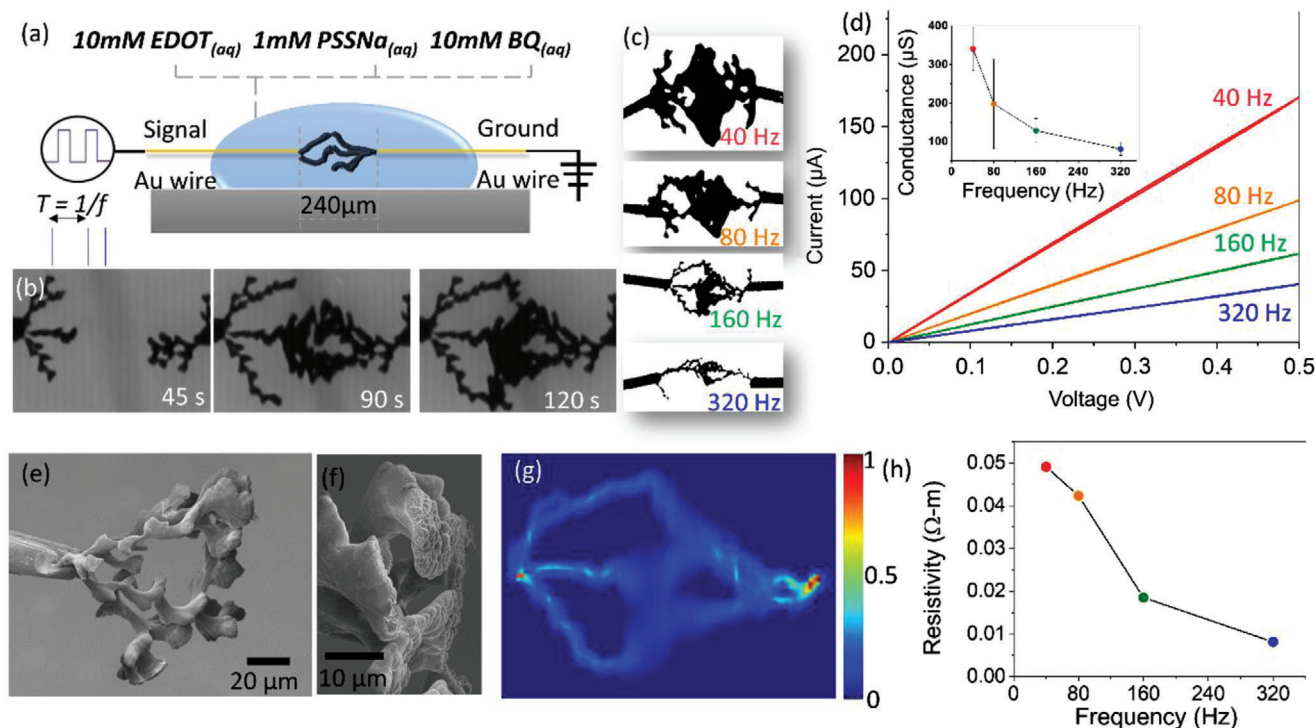 (a)
10mM EDOT(aq) 1mM PSSNa(aq) 10mM BQ(aq)
Signal
Ground
Au wire
Au wire
T = 1/f
240μm
(b)
45 s
90 s
120 s
(c)
40 Hz
80 Hz
160 Hz
320 Hz
(d)
Current (μA)
200
150
100
50
0
0.0 0.1 0.2 0.3 0.4 0.5
Voltage (V)
40 Hz
80 Hz
160 Hz
320 Hz
Conductance (μS)
400
300
200
100
0 80 160 240 320
Frequency (Hz)
(e)
20 μm
(f)
10 μm
(g)
1
0.5
0
(h)
Resistivity (Ω-m)
0.05
0.04
0.03
0.02
0.01
0.00
0 80 160 240 320
Frequency (Hz)